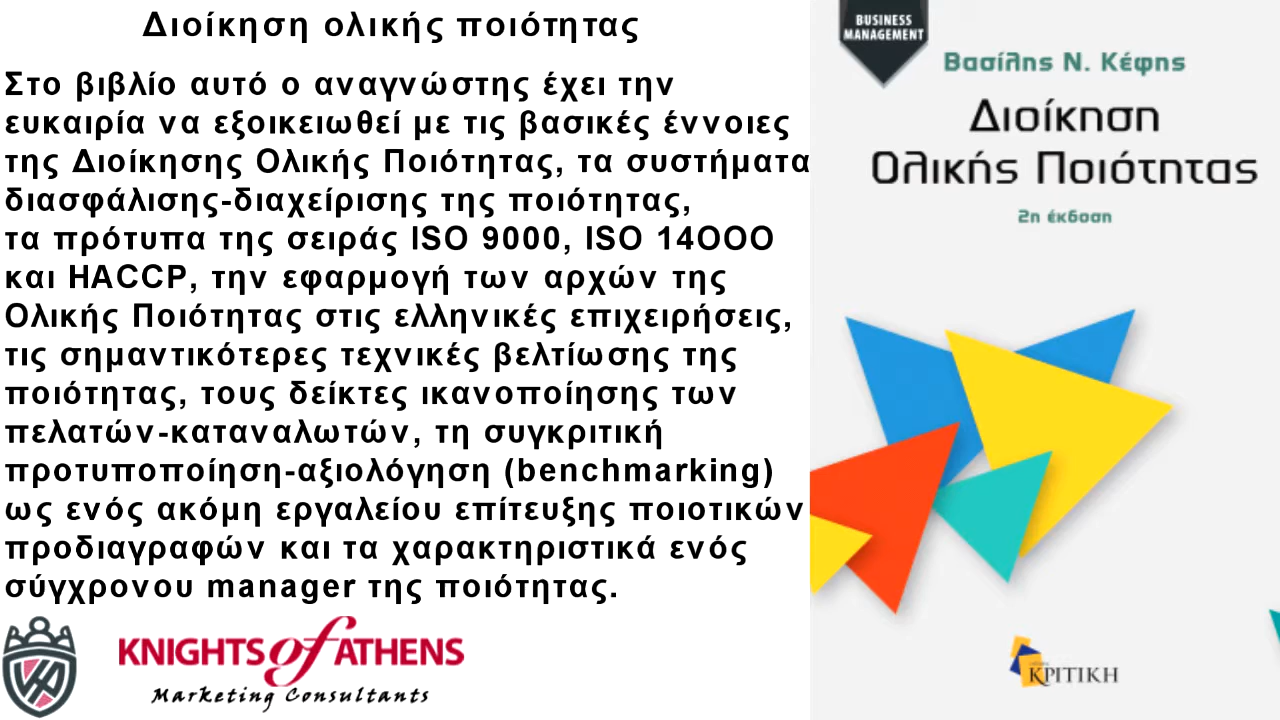 Διοίκηση ολικής ποιότητας
Στο βιβλίο αυτό ο αναγνώστης έχει την
ευκαιρία να εξοικειωθεί με τις βασικές έννοιες
της Διοίκησης Ολικής Ποιότητας, τα συστήματα
διασφάλισης-διαχείρισης της ποιότητας,
τα πρότυπα της σειράς ISO 9000, ISO 14ΟΟΟ
και HACCP, την εφαρμογή των αρχών της
Ολικής Ποιότητας στις ελληνικές επιχειρήσεις,
τις σημαντικότερες τεχνικές βελτίωσης της
ποιότητας, τους δείκτες ικανοποίησης των
πελατών-καταναλωτών, τη συγκριτική
προτυποποίηση-αξιολόγηση (benchmarking)
ως ενός ακόμη εργαλείου επίτευξης ποιοτικών
προδιαγραφών και τα χαρακτηριστικά ενός
σύγχρονου manager της ποιότητας.
KNIGHTS of ATHENS
Marketing Consultants
BUSINESS
MANAGEMENT
Βασίλης Ν. Κέφης
Διοίκηση
Ολικής Ποιότητας
2η έκδοση
ΚΡΙΤΙΚΗ